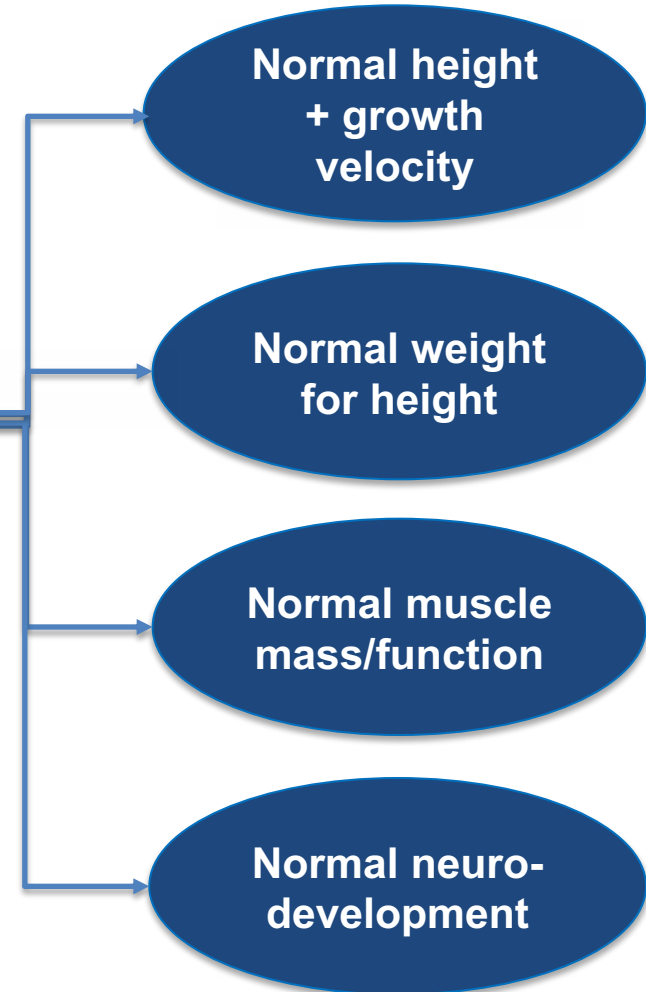 Normal height
+ growth
velocity
Normal weight
for height
Normal muscle
mass/function
Normal neuro-
development